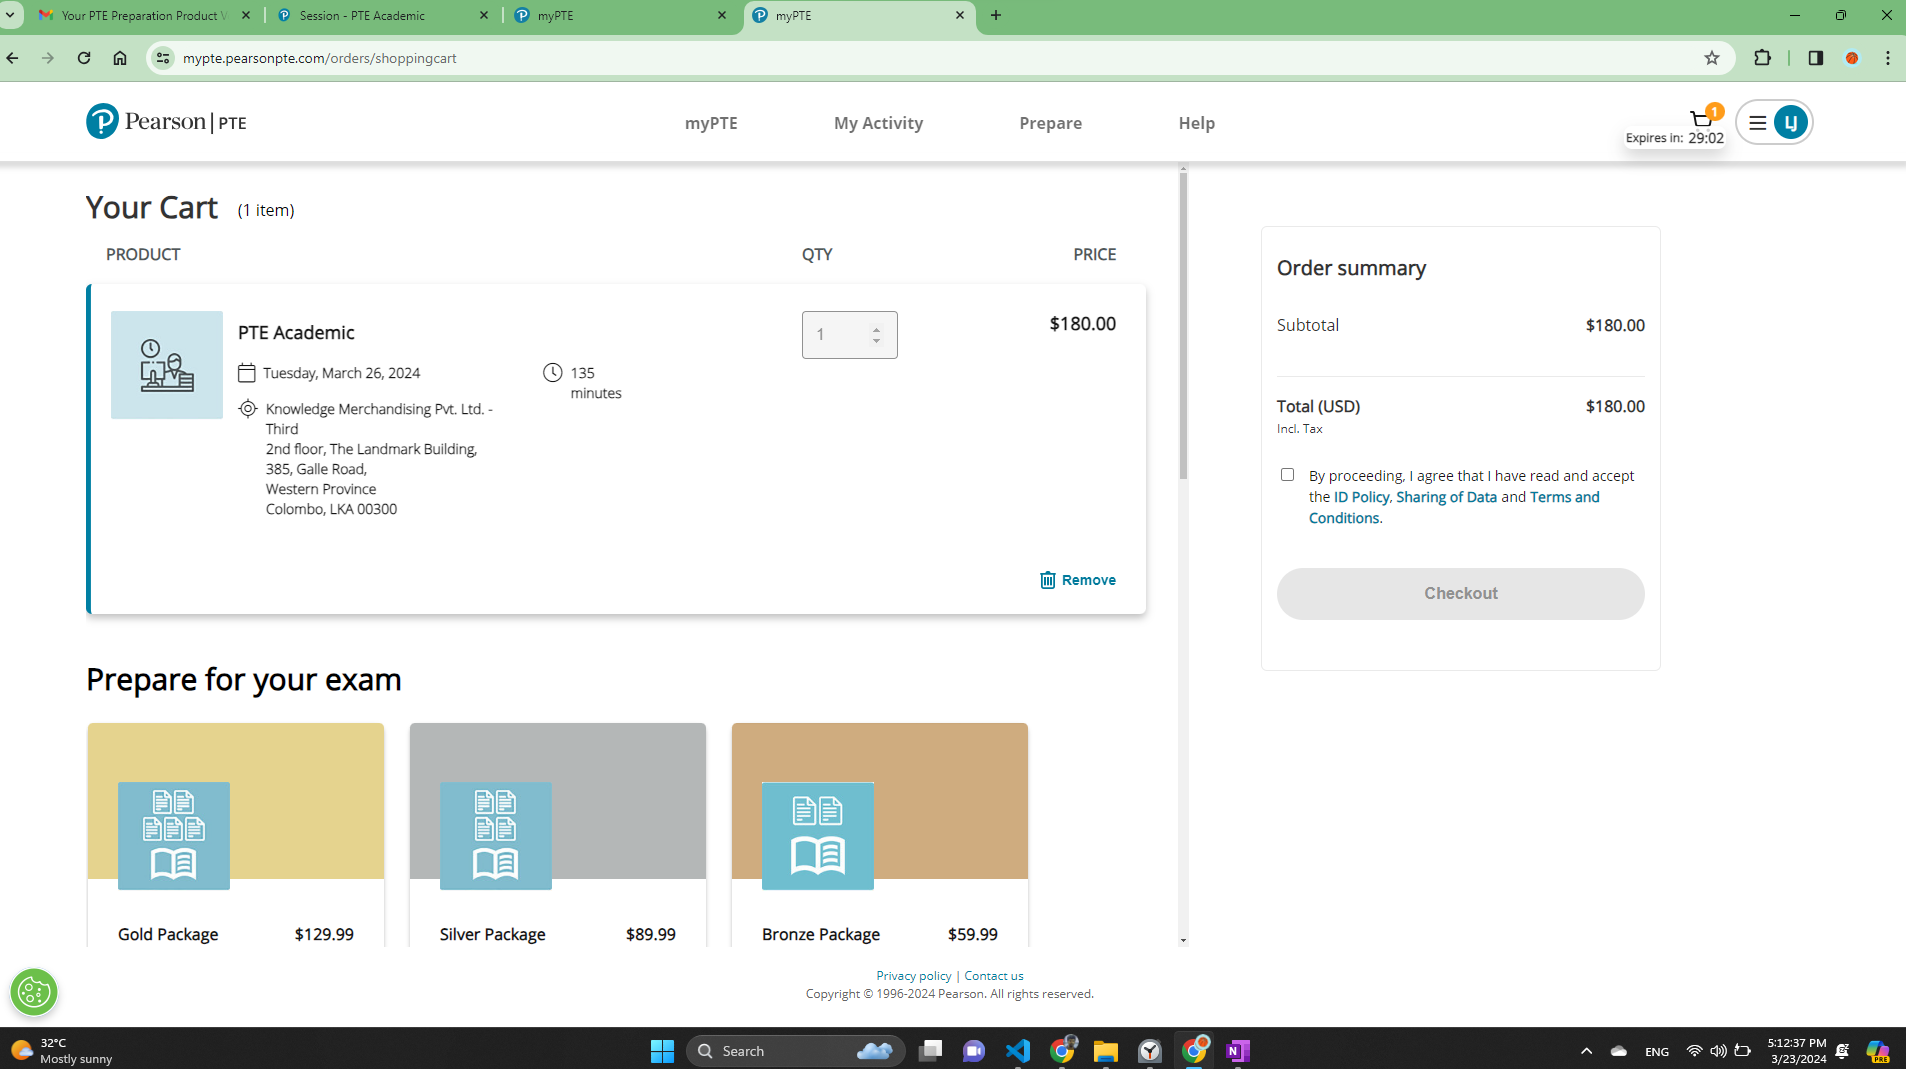 Your PTE Preparation Product V
Session - PTE Academic
myPTE
myPTE
mypte.pearsonpte.com/orders/shoppingcart
Pearson | PTE
myPTE
My Activity
Prepare
Help
1
Expires in: 29:02
LJ
Your Cart (1 item)
PRODUCT
QTY
PRICE
PTE Academic
1
$180.00
Tuesday, March 26, 2024
135
minutes
Knowledge Merchandising Pvt. Ltd. -
Third
2nd floor, The Landmark Building,
385, Galle Road,
Western Province
Colombo, LKA 00300
Remove
Order summary
Subtotal $180.00
Total (USD) $180.00
Incl. Tax
By proceeding, I agree that I have read and accept
the ID Policy, Sharing of Data and Terms and
Conditions.
Checkout
Prepare for your exam
Gold Package $129.99
Silver Package $89.99
Bronze Package $59.99
Privacy policy | Contact us
Copyright © 1996-2024 Pearson. All rights reserved.
32°C
Mostly sunny
Search
ENG
5:12:37 PM
3/23/2024
PRE